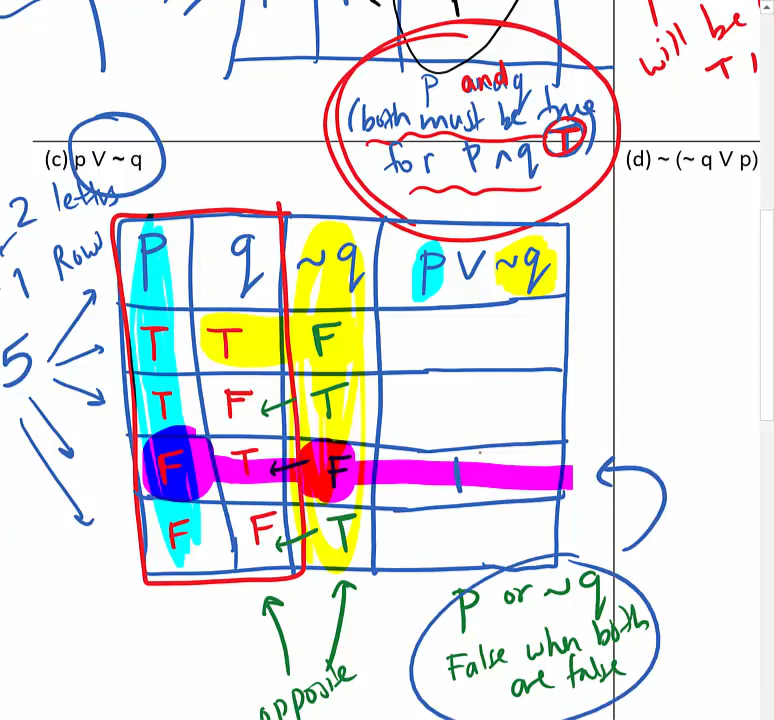 will be
T
p and q
(both must be true)
for p ∧ q T
(c) p V ~ q
(d) ~ (~ q V p)
2 letters
1 Row
5
p q ~q p V ~q
T T F
T F T
F T F
F F T
p or ~q
False when both
are false
opposite